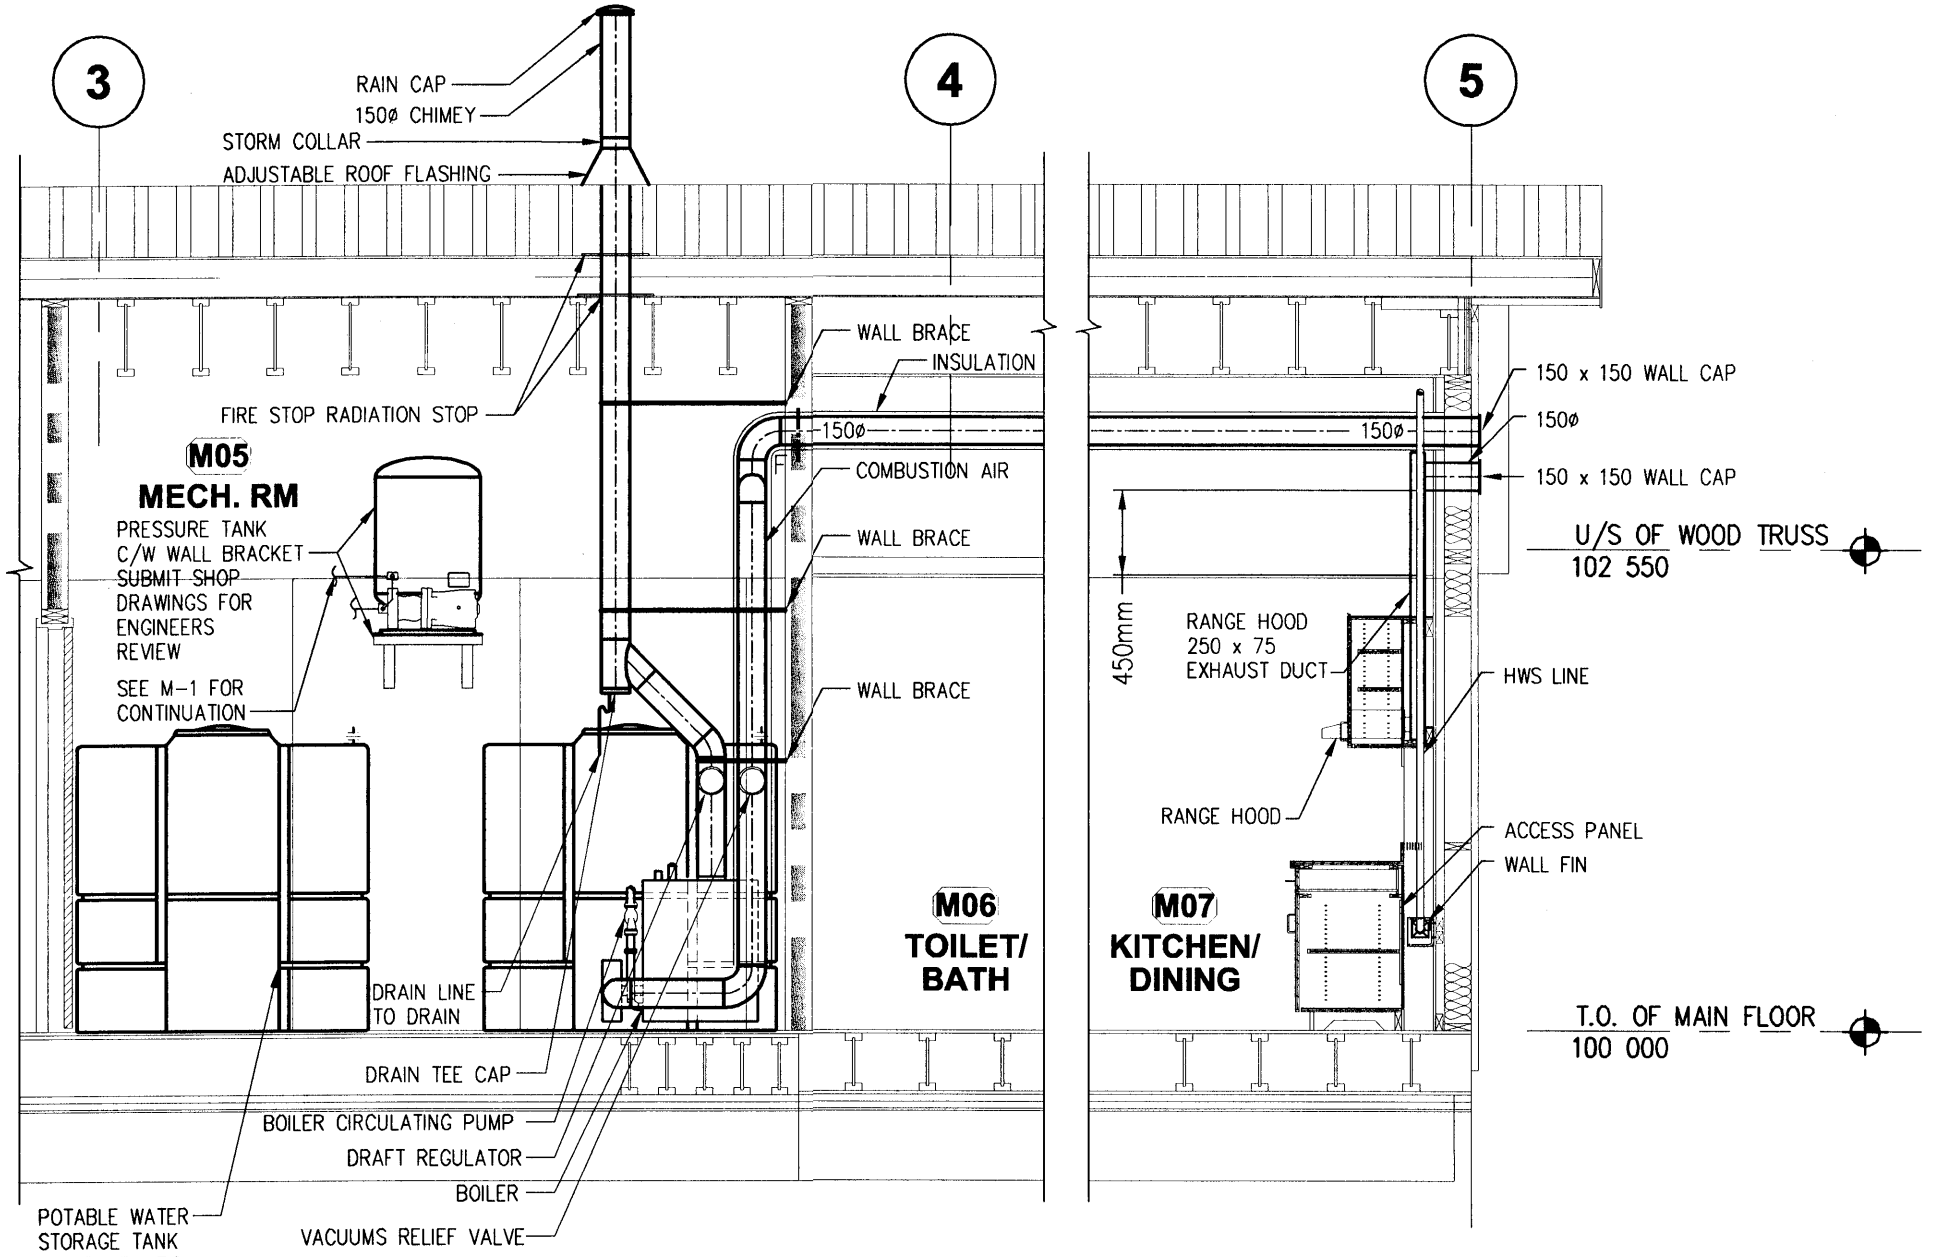 3
4
5
RAIN CAP
150ø CHIMEY
STORM COLLAR
ADJUSTABLE ROOF FLASHING
WALL BRACE
INSULATION
FIRE STOP RADIATION STOP
150ø
150ø
150 x 150 WALL CAP
150ø
150 x 150 WALL CAP
M05
MECH. RM
PRESSURE TANK
C/W WALL BRACKET
SUBMIT SHOP
DRAWINGS FOR
ENGINEERS
REVIEW
SEE M-1 FOR
CONTINUATION
COMBUSTION AIR
WALL BRACE
WALL BRACE
450mm
U/S OF WOOD TRUSS
102 550
RANGE HOOD
250 x 75
EXHAUST DUCT
HWS LINE
RANGE HOOD
ACCESS PANEL
WALL FIN
M06
TOILET/
BATH
M07
KITCHEN/
DINING
T.O. OF MAIN FLOOR
100 000
DRAIN LINE
TO DRAIN
DRAIN TEE CAP
BOILER CIRCULATING PUMP
DRAFT REGULATOR
BOILER
VACUUMS RELIEF VALVE
POTABLE WATER
STORAGE TANK